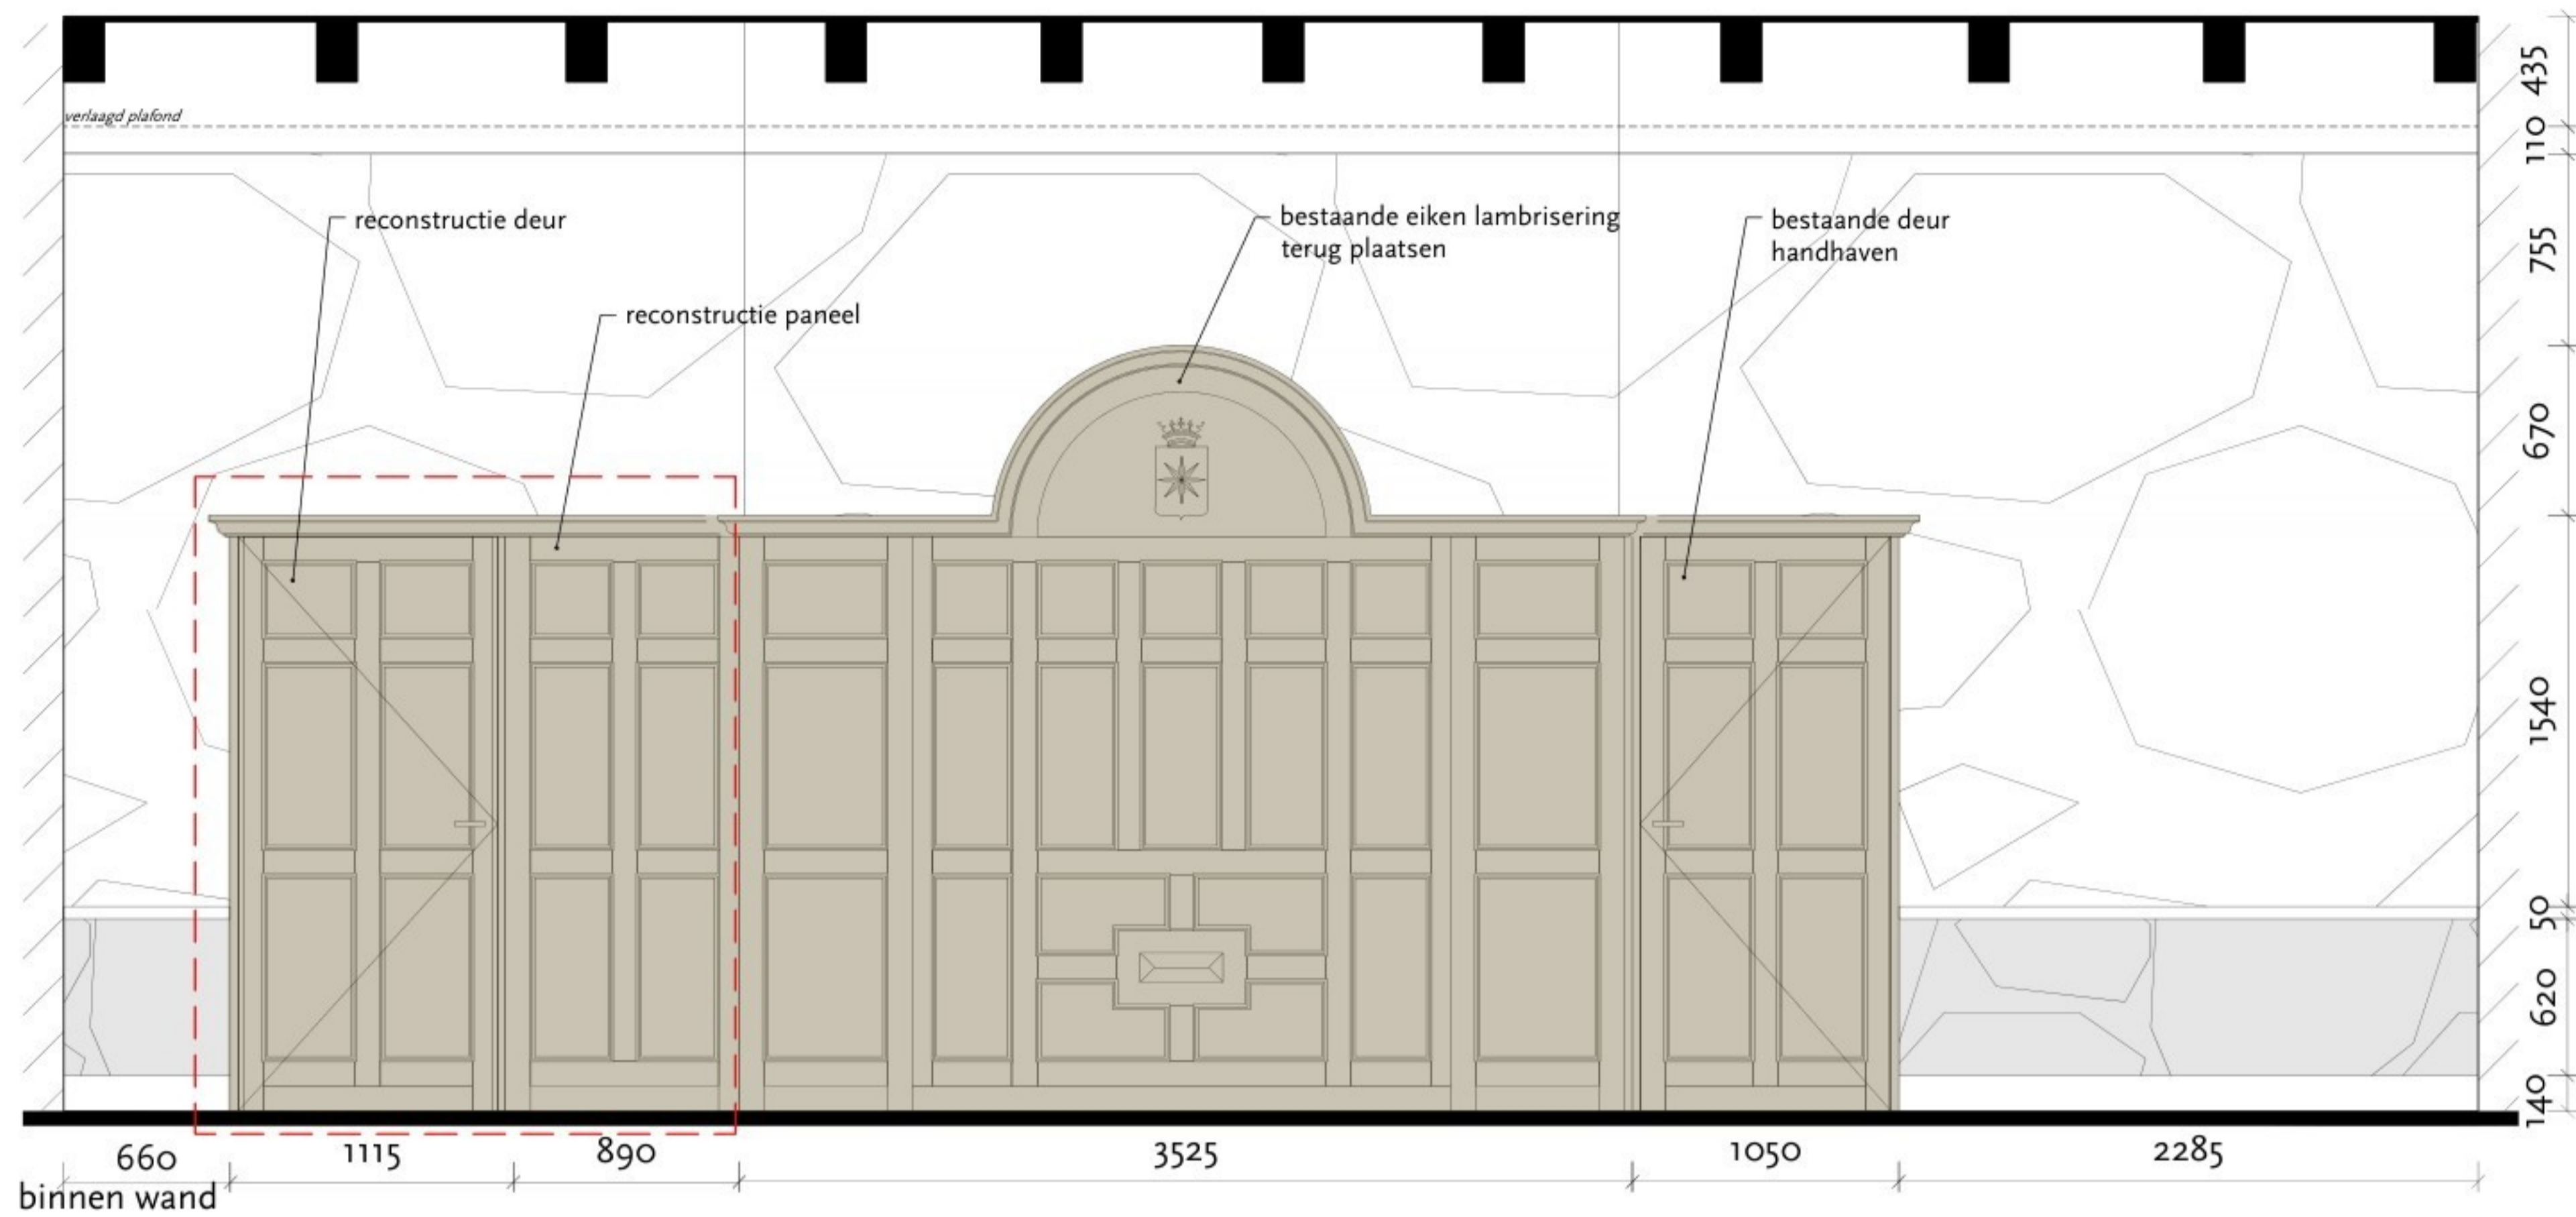 verlaagd plafond
reconstructie deur
reconstructie paneel
bestaande eiken lambrisering
terug plaatsen
bestaande deur
handhaven
435
110
755
670
1540
50
620
140
660
1115
890
3525
1050
2285
binnen wand